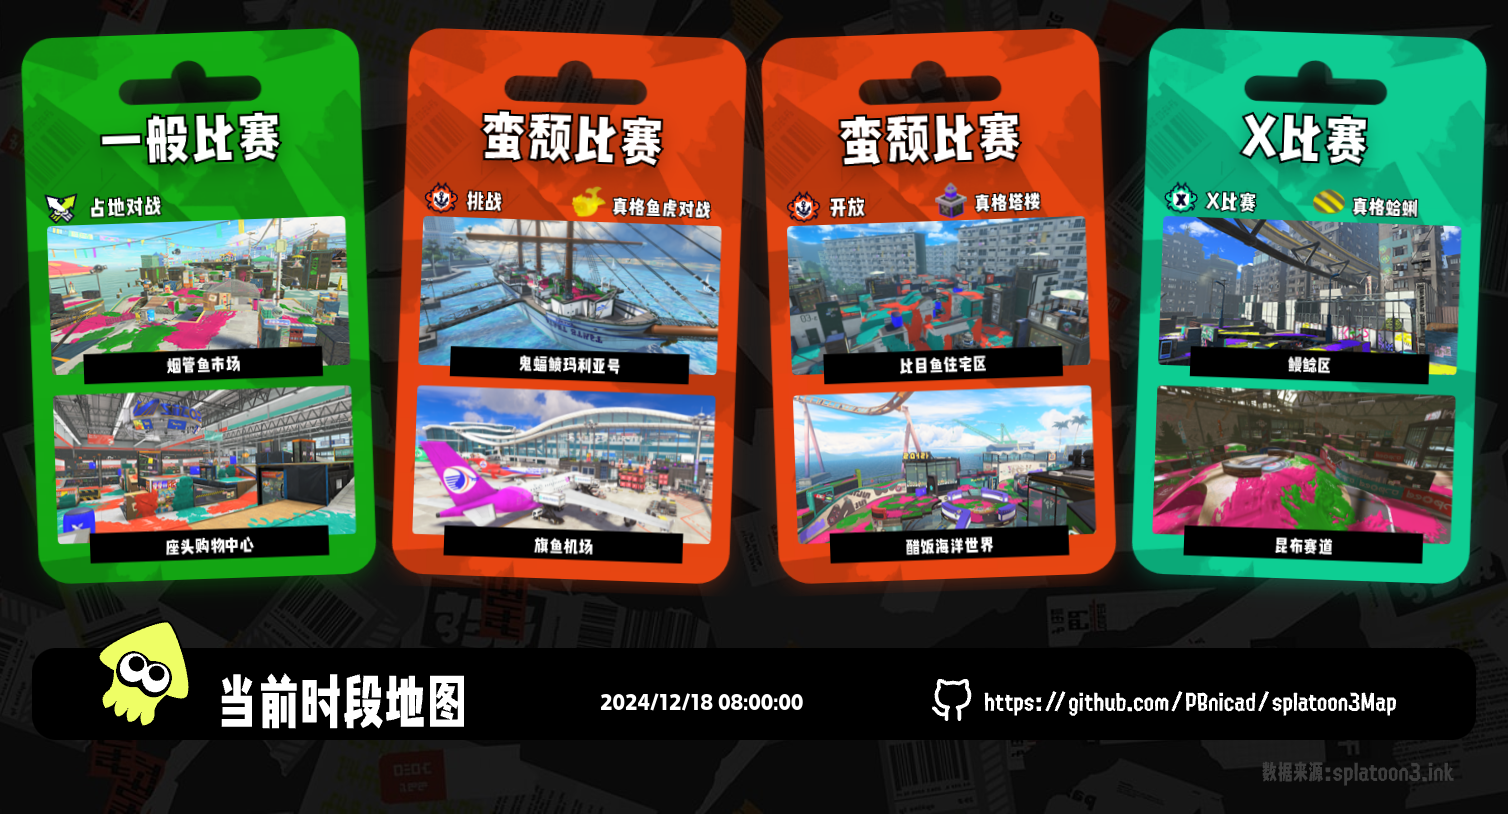 一般比赛
占地对战
烟管鱼市场
座头购物中心
蛮颓比赛
挑战
真格鱼虎对战
鬼蝠鲼玛利亚号
旗鱼机场
蛮颓比赛
开放
真格塔楼
比目鱼住宅区
醋饭海洋世界
X比赛
X比赛
真格蛤蜊
鳗鲶区
昆布赛道
当前时段地图
2024/12/18 08:00:00
https://github.com/PBnicad/splatoon3Map
数据来源:splatoon3.ink